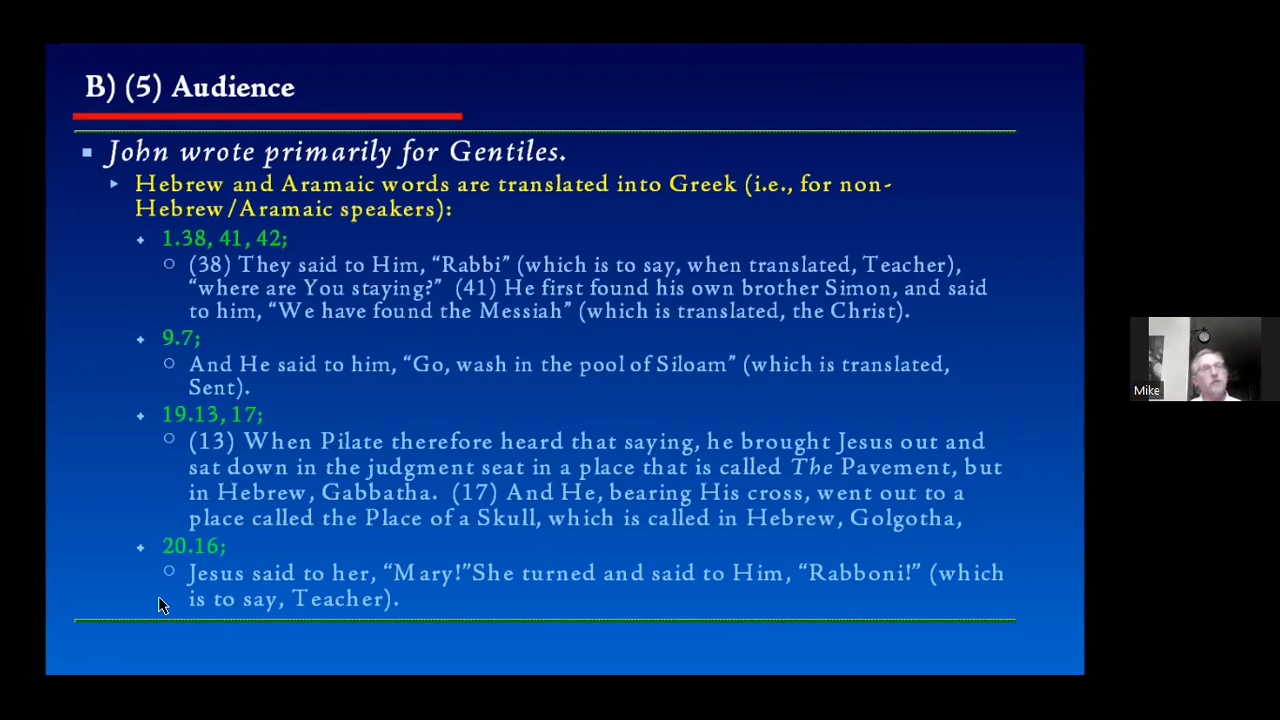 B) (5) Audience
John wrote primarily for Gentiles.
Hebrew and Aramaic words are translated into Greek (i.e., for non-
Hebrew/Aramaic speakers):
1.38, 41, 42;
(38) They said to Him, “Rabbi” (which is to say, when translated, Teacher),
“where are You staying?” (41) He first found his own brother Simon, and said
to him, “We have found the Messiah” (which is translated, the Christ).
9.7;
And He said to him, “Go, wash in the pool of Siloam” (which is translated,
Sent).
19.13, 17;
(13) When Pilate therefore heard that saying, he brought Jesus out and
sat down in the judgment seat in a place that is called The Pavement, but
in Hebrew, Gabbatha. (17) And He, bearing His cross, went out to a
place called the Place of a Skull, which is called in Hebrew, Golgotha,
20.16;
Jesus said to her, “Mary!”She turned and said to Him, “Rabboni!” (which
is to say, Teacher).
Mike